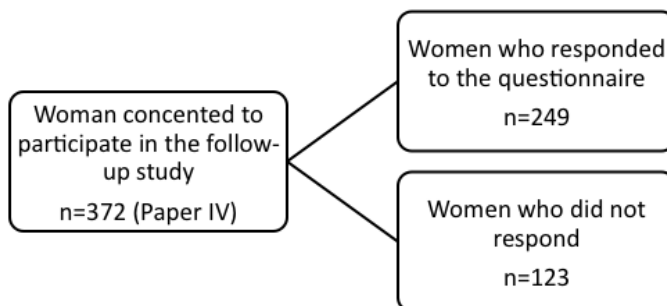 Woman concented to
participate in the follow-
up study
n=372 (Paper IV)
Women who responded
to the questionnaire
n=249
Women who did not
respond
n=123